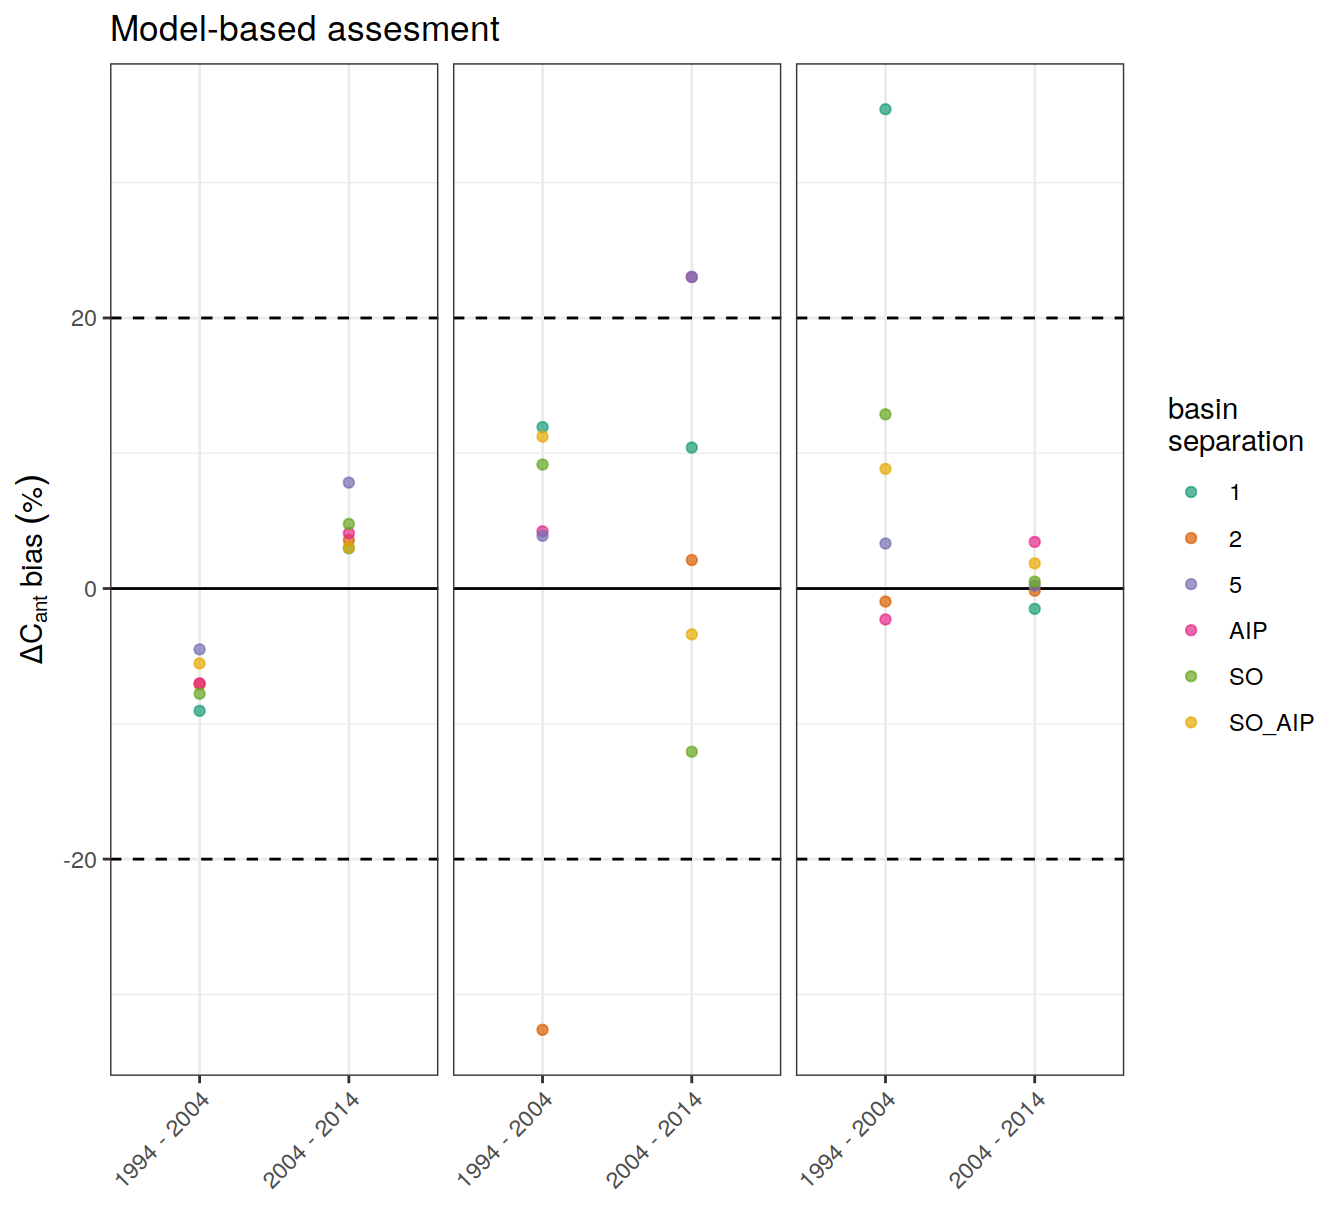 Model-based assesment
ΔCant bias (%)
20
0
-20
1994 - 2004
2004 - 2014
1994 - 2004
2004 - 2014
1994 - 2004
2004 - 2014
basin
separation
1
2
5
AIP
SO
SO_AIP